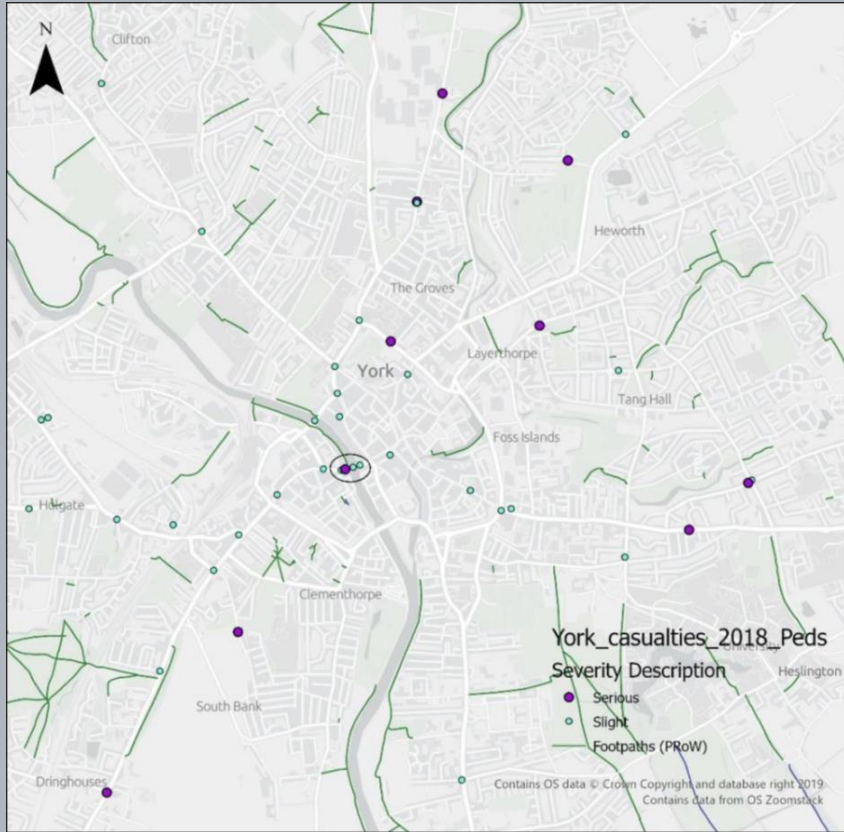 N
Clifton
Heworth
The Groves
Layerthorpe
York
Tang Hall
Foss Islands
Holgate
Clementhorpe
York_casualties_2018_Peds
University
Severity Description
Heslington
Serious
South Bank
Slight
Footpaths (PRoW)
Dringhouses
Contains OS data © Crown Copyright and database right 2019
Contains data from OS Zoomstack